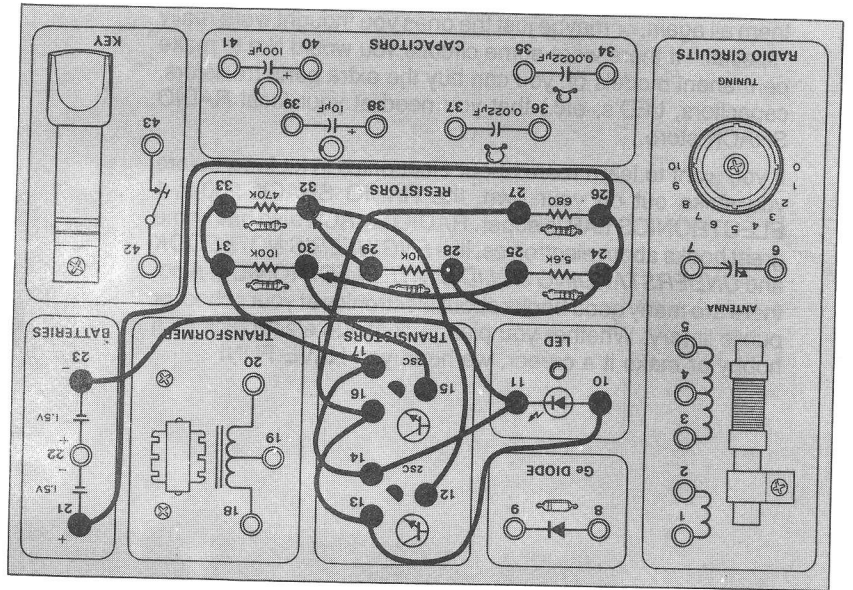 1
2
3
4
5
ANTENNA
6 7
0
1
2
3
4
5
6
7
8
9
10
TUNING
RADIO CIRCUITS
8 9
Ge DIODE
10 11
LED
13
12
2SC
14
16
15
2SC
17
TRANSISTORS
18
19
20
TRANSFORMER
+
21
1.5V
−
22
+
1.5V
−
23
BATTERIES
24 5.6K 25
28 10K 29
30 100K 31
26 680 27
32 470K 33
RESISTORS
36 0.022µF 37
38 + 10µF 39
34 0.0022µF 35
40 + 100µF 41
CAPACITORS
42
43
KEY